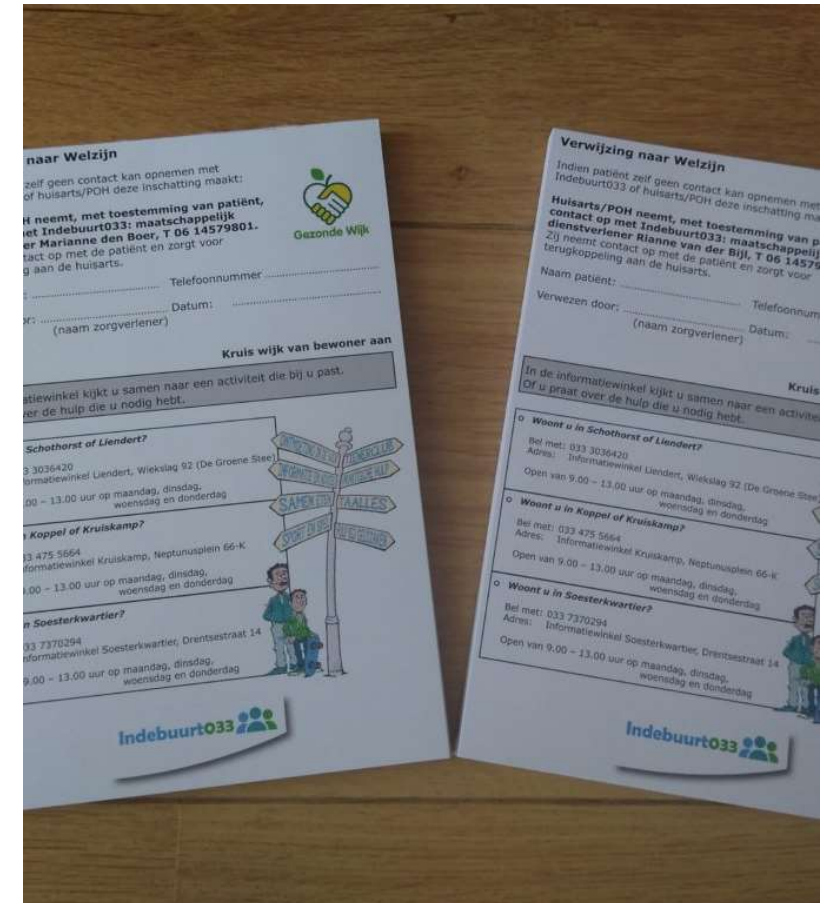 naar Welzijn
zelf geen contact kan opnemen met
of huisarts/POH deze inschatting maakt:
H neemt, met toestemming van patiënt,
et Indebuurt033: maatschappelijk
er Marianne den Boer, T 06 14579801.
tact op met de patiënt en zorgt voor
g aan de huisarts.
Gezonde Wijk
: Telefoonnummer
or: Datum:
(naam zorgverlener)
Kruis wijk van bewoner aan
atiewinkel kijkt u samen naar een activiteit die bij u past.
ver de hulp die u nodig hebt.
Schothorst of Liendert?
33 3036420
formatiewinkel Liendert, Wiekslag 92 (De Groene Stee)
.00 – 13.00 uur op maandag, dinsdag,
woensdag en donderdag
n Koppel of Kruiskamp?
33 475 5664
nformatiewinkel Kruiskamp, Neptunusplein 66-K
9.00 – 13.00 uur op maandag, dinsdag,
woensdag en donderdag
n Soesterkwartier?
33 7370294
nformatiewinkel Soesterkwartier, Drentsestraat 14
9.00 – 13.00 uur op maandag, dinsdag,
woensdag en donderdag
SAMEN ETEN
TAALLES
Indebuurt033
Verwijzing naar Welzijn
Indien patiënt zelf geen contact kan opnemen met
Indebuurt033 of huisarts/POH deze inschatting ma
Huisarts/POH neemt, met toestemming van p
contact op met Indebuurt033: maatschappelij
dienstverlener Rianne van der Bijl, T 06 14579
Zij neemt contact op met de patiënt en zorgt voor
terugkoppeling aan de huisarts.
Naam patiënt: Telefoonnum
Verwezen door: Datum:
(naam zorgverlener)
Kruis
In de informatiewinkel kijkt u samen naar een activitei
Of u praat over de hulp die u nodig hebt.
o Woont u in Schothorst of Liendert?
Bel met: 033 3036420
Adres: Informatiewinkel Liendert, Wiekslag 92 (De Groene Stee
Open van 9.00 – 13.00 uur op maandag, dinsdag,
woensdag en donderdag
o Woont u in Koppel of Kruiskamp?
Bel met: 033 475 5664
Adres: Informatiewinkel Kruiskamp, Neptunusplein 66-K
Open van 9.00 – 13.00 uur op maandag, dinsdag,
woensdag en donderdag
o Woont u in Soesterkwartier?
Bel met: 033 7370294
Adres: Informatiewinkel Soesterkwartier, Drentsestraat 14
Open van 9.00 – 13.00 uur op maandag, dinsdag,
woensdag en donderdag
Indebuurt033